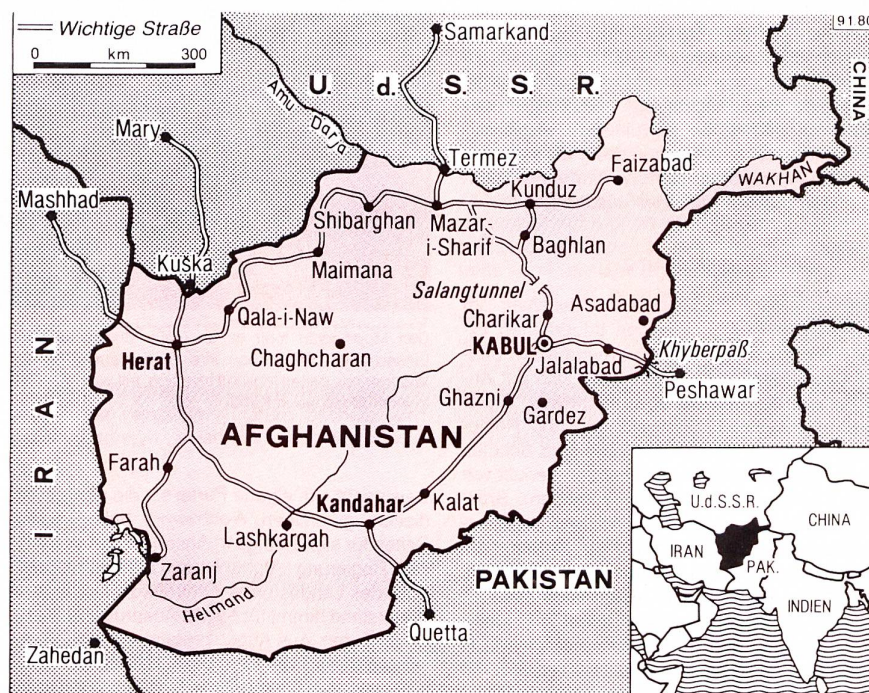 Wichtige Straße
0 km 300
9180
Samarkand
U. d. S. S. R.
CHINA
Amu Darja
Mary
Termez
Faizabad
Kunduz
WAKHAN
Mashhad
Shibarghan
Mazar-
i-Sharif
Baghlan
Kuška
Maimana
Salangtunnel
Asadabad
Qala-i-Naw
Charikar
Herat
Chaghcharan
KABUL
Khyberpaß
Jalalabad
Peshawar
IRAN
Ghazni
Gardez
AFGHANISTAN
Farah
Kandahar
Kalat
Lashkargah
Zaranj
PAKISTAN
Helmand
Quetta
Zahedan
U.d.S.S.R.
CHINA
IRAN
PAK.
INDIEN